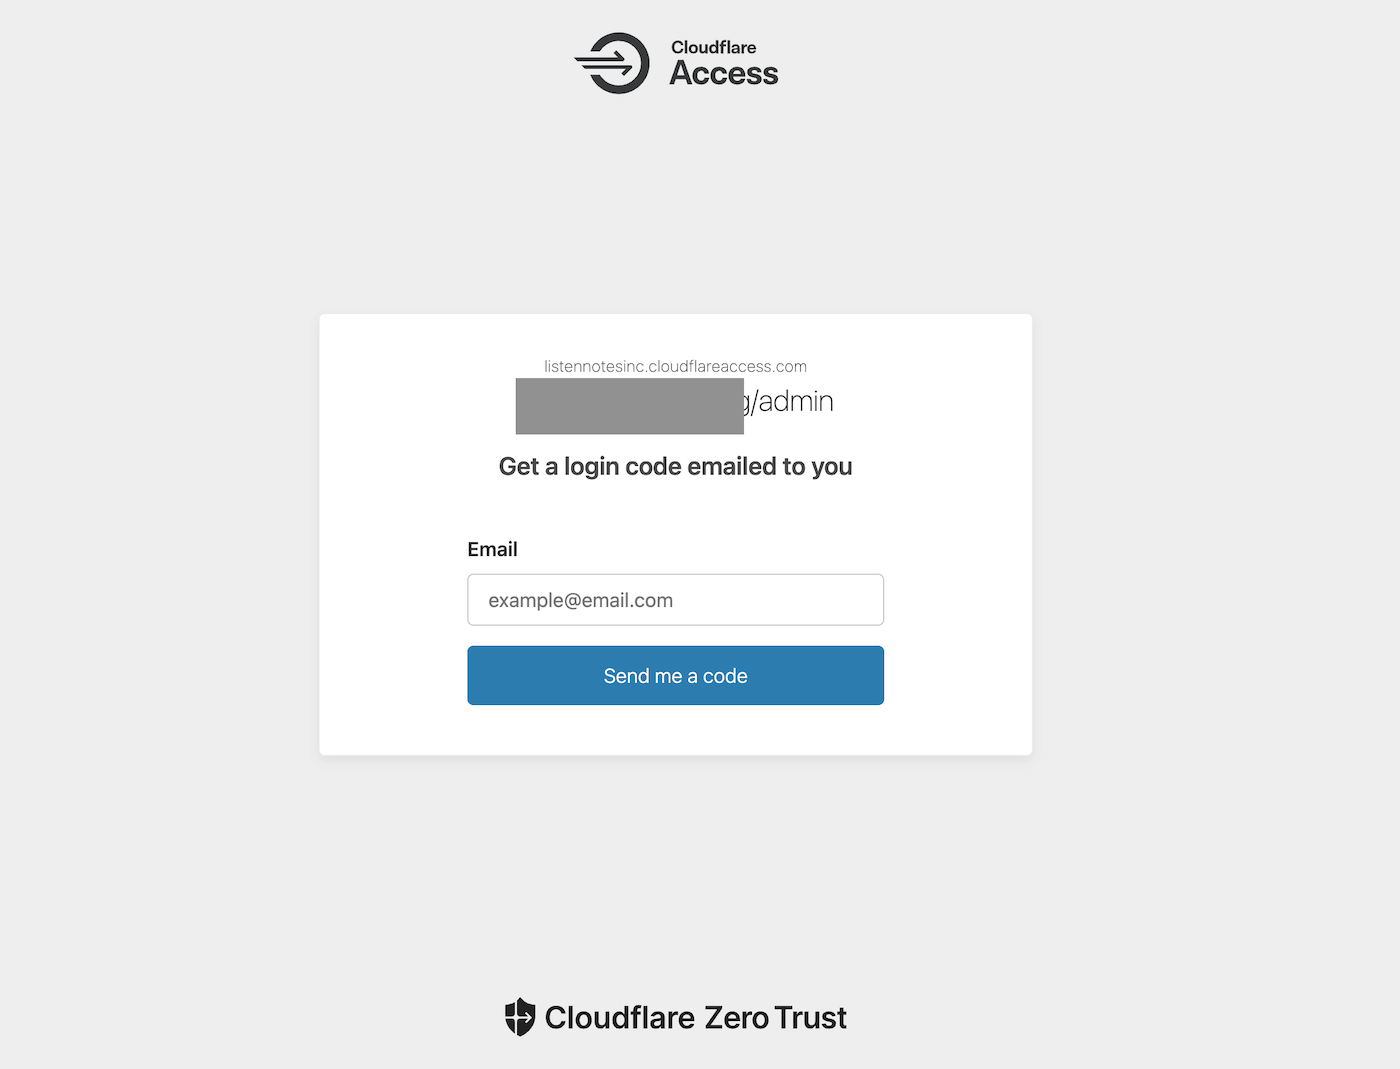 Cloudflare
Access
listennotesinc.cloudflareaccess.com
/admin
Get a login code emailed to you
Email
example@email.com
Send me a code
Cloudflare Zero Trust